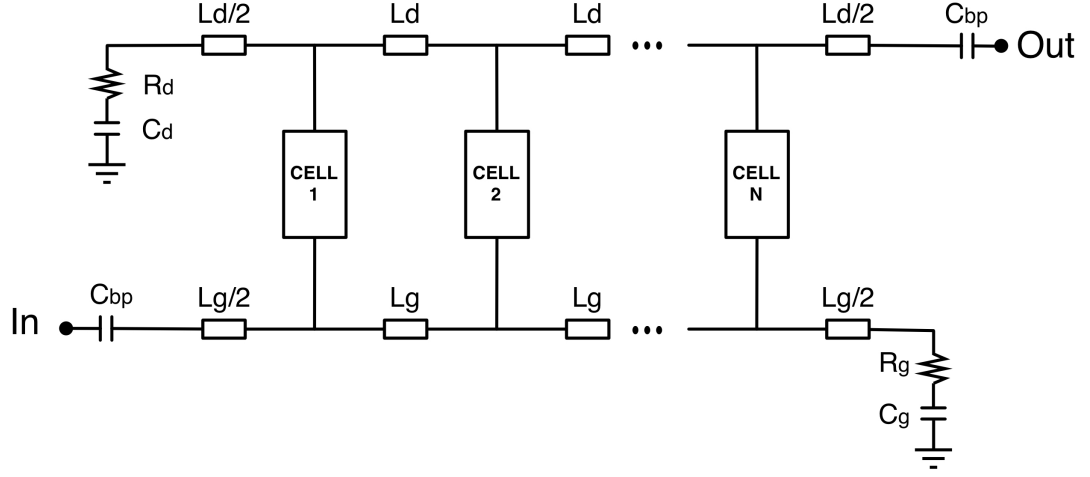 Ld/2 Ld Ld Ld/2 Cbp
Out
Rd
Cd
CELL 1
CELL 2
CELL N
Cbp Lg/2 Lg Lg Lg/2
In
Rg
Cg